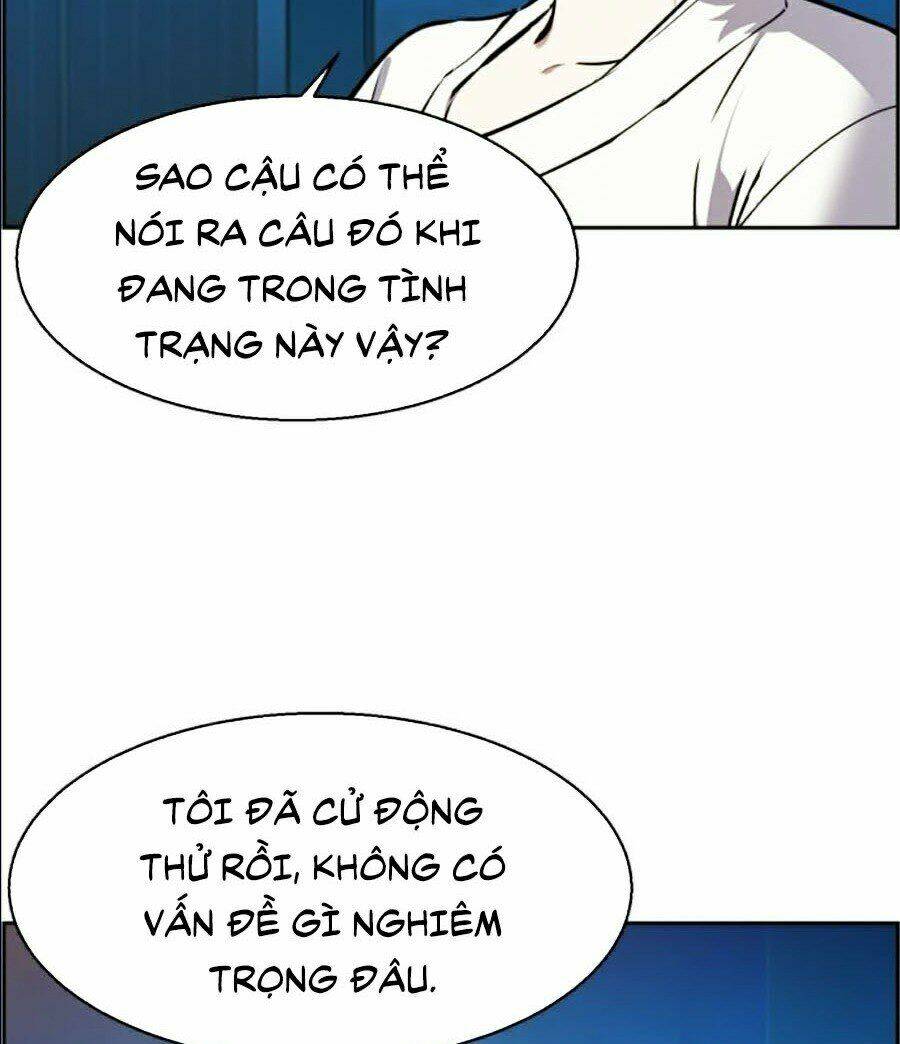 SAO CẬU CÓ THỂ
NÓI RA CÂU ĐÓ KHI
ĐANG TRONG TÌNH
TRẠNG NÀY VẬY?
TÔI ĐÃ CỬ ĐỘNG
THỬ RỒI, KHÔNG CÓ
VẤN ĐỀ GÌ NGHIÊM
TRỌNG ĐÂU.